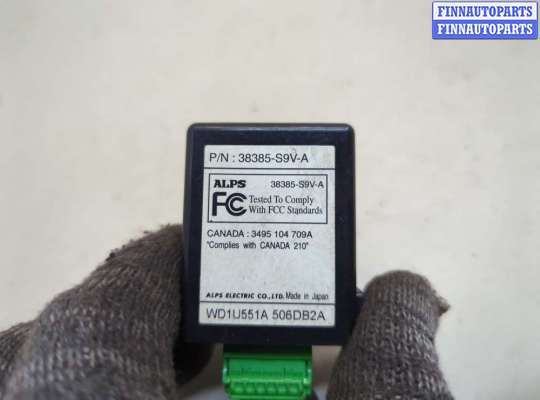 FINNAUTOPARTS
FINNAUTOPARTS
P/N : 38385-S9V-A
ALPS 38385-S9V-A
FC Tested To Comply
With FCC Standards
CANADA : 3495 104 709A
"Complies with CANADA 210"
ALPS ELECTRIC CO.,LTD. Made in Japan
WD1U551A 506DB2A